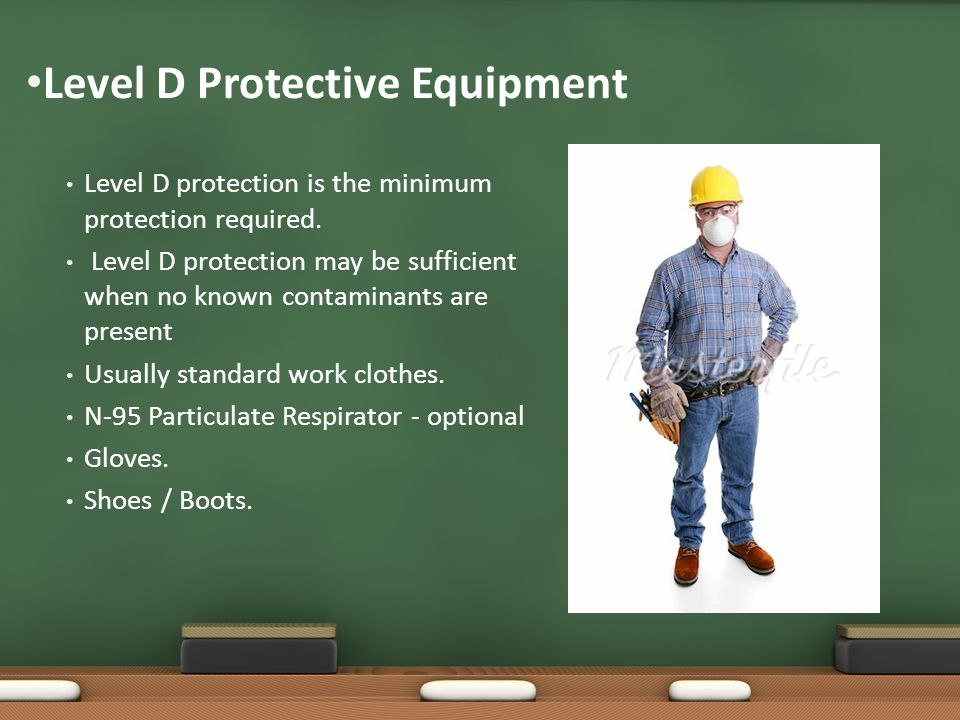 •Level D Protective Equipment
• Level D protection is the minimum
protection required.
• Level D protection may be sufficient
when no known contaminants are
present
• Usually standard work clothes.
• N-95 Particulate Respirator - optional
• Gloves.
• Shoes / Boots.
Masterfile